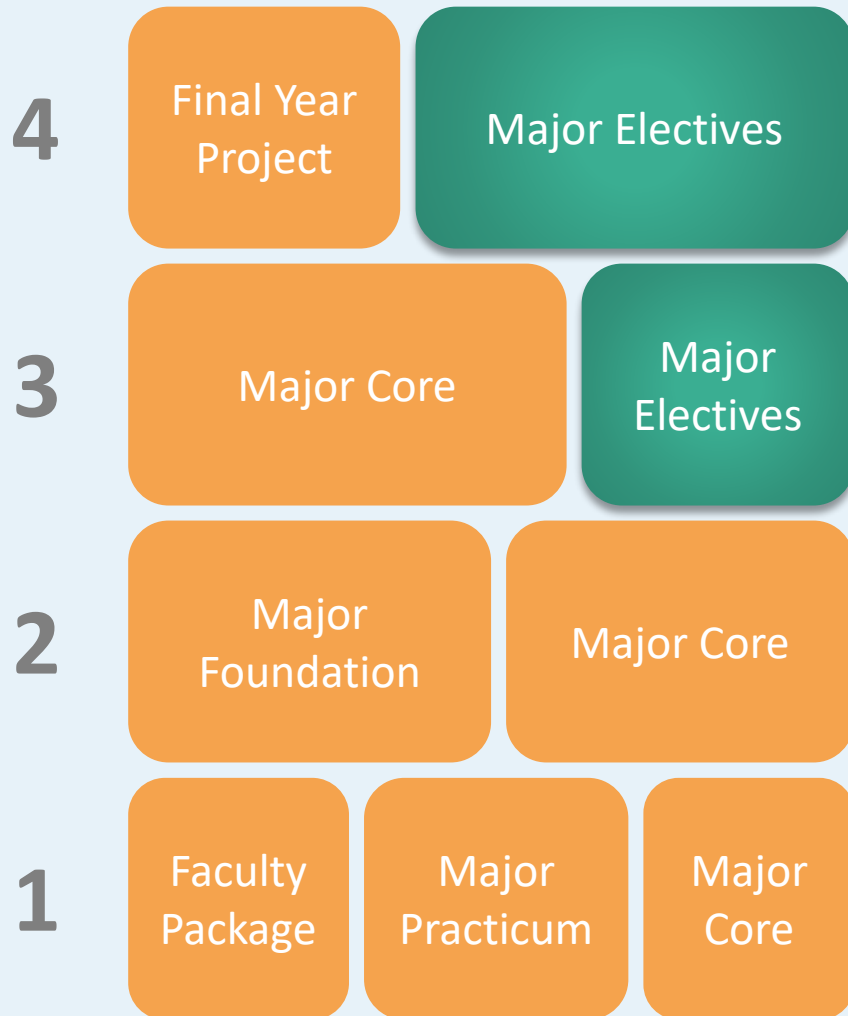 4
Final Year
Project
Major Electives
3
Major Core
Major
Electives
2
Major
Foundation
Major Core
1
Faculty
Package
Major
Practicum
Major
Core